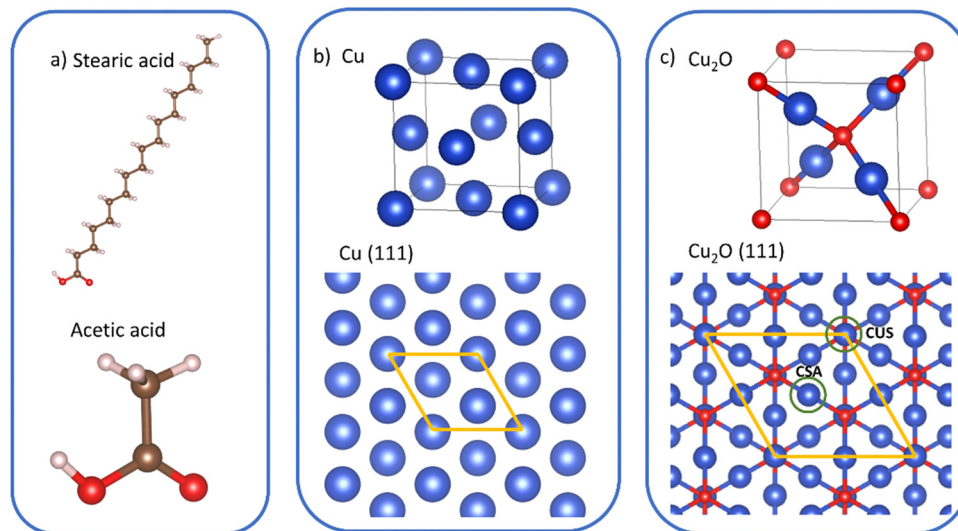 a) Stearic acid
Acetic acid
b) Cu
Cu (111)
c) Cu₂O
Cu₂O (111)
CUS
CSA